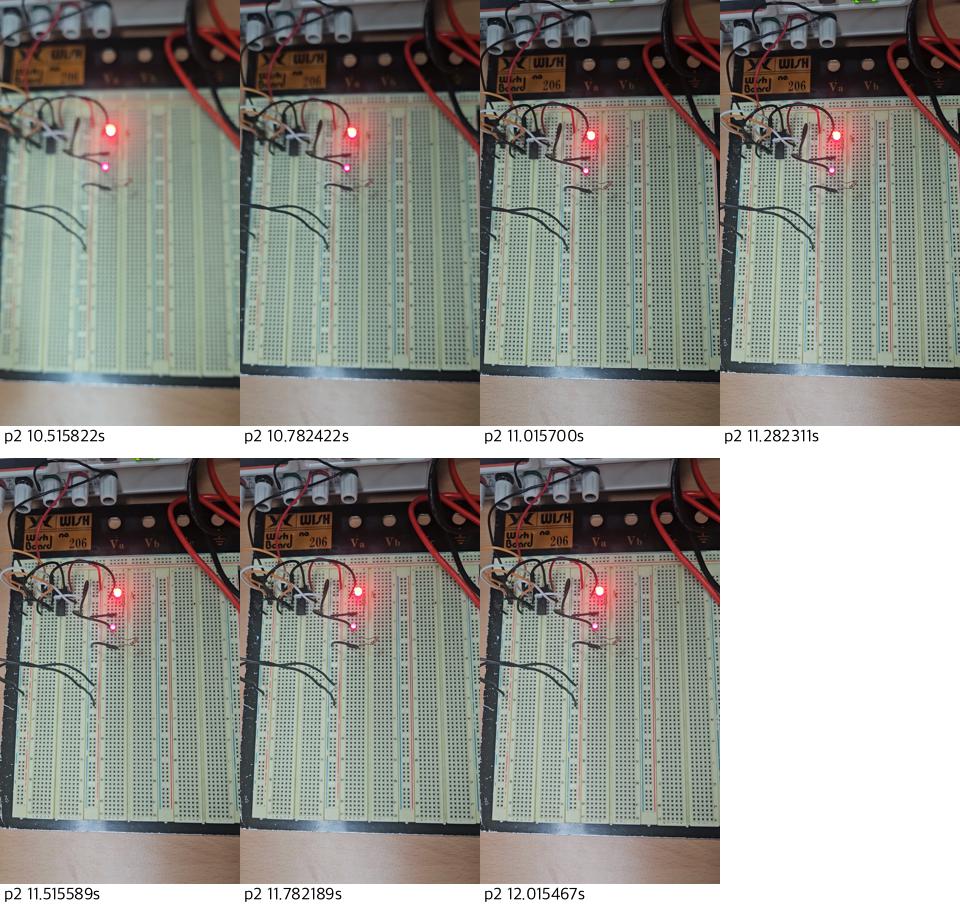 WISH
Wish no
Board 206 Va Vb
p2 10.515822s
WISH
Wish no
Board 206 Va Vb
p2 10.782422s
WISH
Wish no
Board 206 Va Vb
p2 11.015700s
WISH
Wish no
Board 206 Va
p2 11.282311s
WISH
Wish no
Board 206 Va Vb
p2 11.515589s
WISH
Wish no
Board 206 Va Vb
p2 11.782189s
WISH
Wish no
Board 206 Va Vb
p2 12.015467s